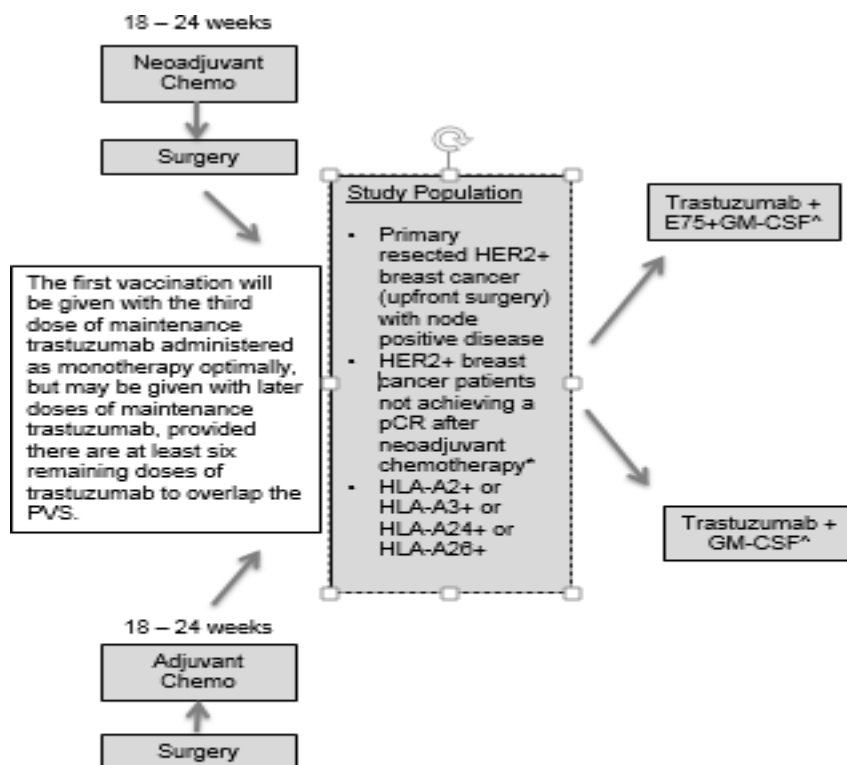 18 – 24 weeks
Neoadjuvant
Chemo
Surgery
The first vaccination will
be given with the third
dose of maintenance
trastuzumab administered
as monotherapy optimally,
but may be given with later
doses of maintenance
trastuzumab, provided
there are at least six
remaining doses of
trastuzumab to overlap the
PVS.
18 – 24 weeks
Adjuvant
Chemo
Surgery
Study Population
• Primary
resected HER2+
breast cancer
(upfront surgery)
with node
positive disease
• HER2+ breast
cancer patients
not achieving a
pCR after
neoadjuvant
chemotherapy*
• HLA-A2+ or
HLA-A3+ or
HLA-A24+ or
HLA-A26+
Trastuzumab +
E75+GM-CSF^
Trastuzumab +
GM-CSF^